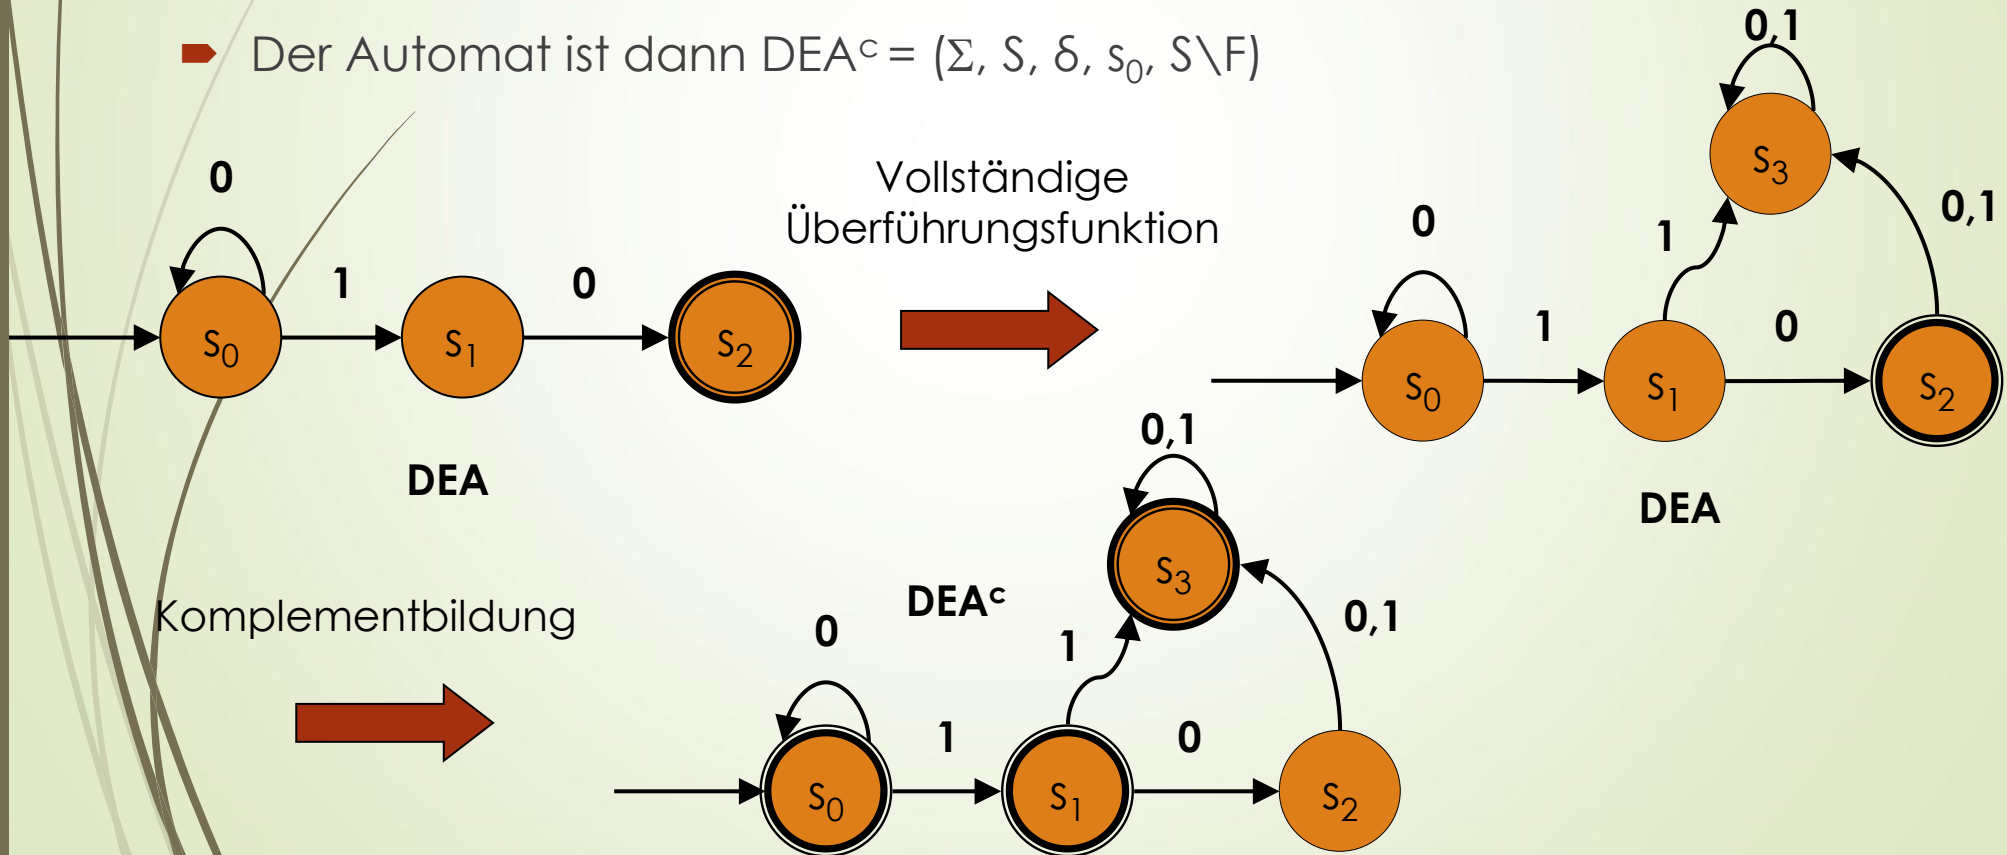 Der Automat ist dann DEAᶜ = (Σ, S, δ, s₀, S\F)
0
1
0
s₀
s₁
s₂
DEA
Vollständige
Überführungsfunktion
0,1
s₃
0
1
0,1
1
0
s₀
s₁
s₂
DEA
Komplementbildung
DEAᶜ
0,1
s₃
0
1
0,1
1
0
s₀
s₁
s₂